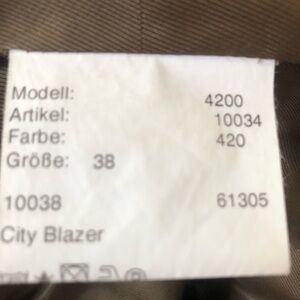 Modell: 4200
Artikel: 10034
Farbe: 420
Größe: 38
10038 61305
City Blazer